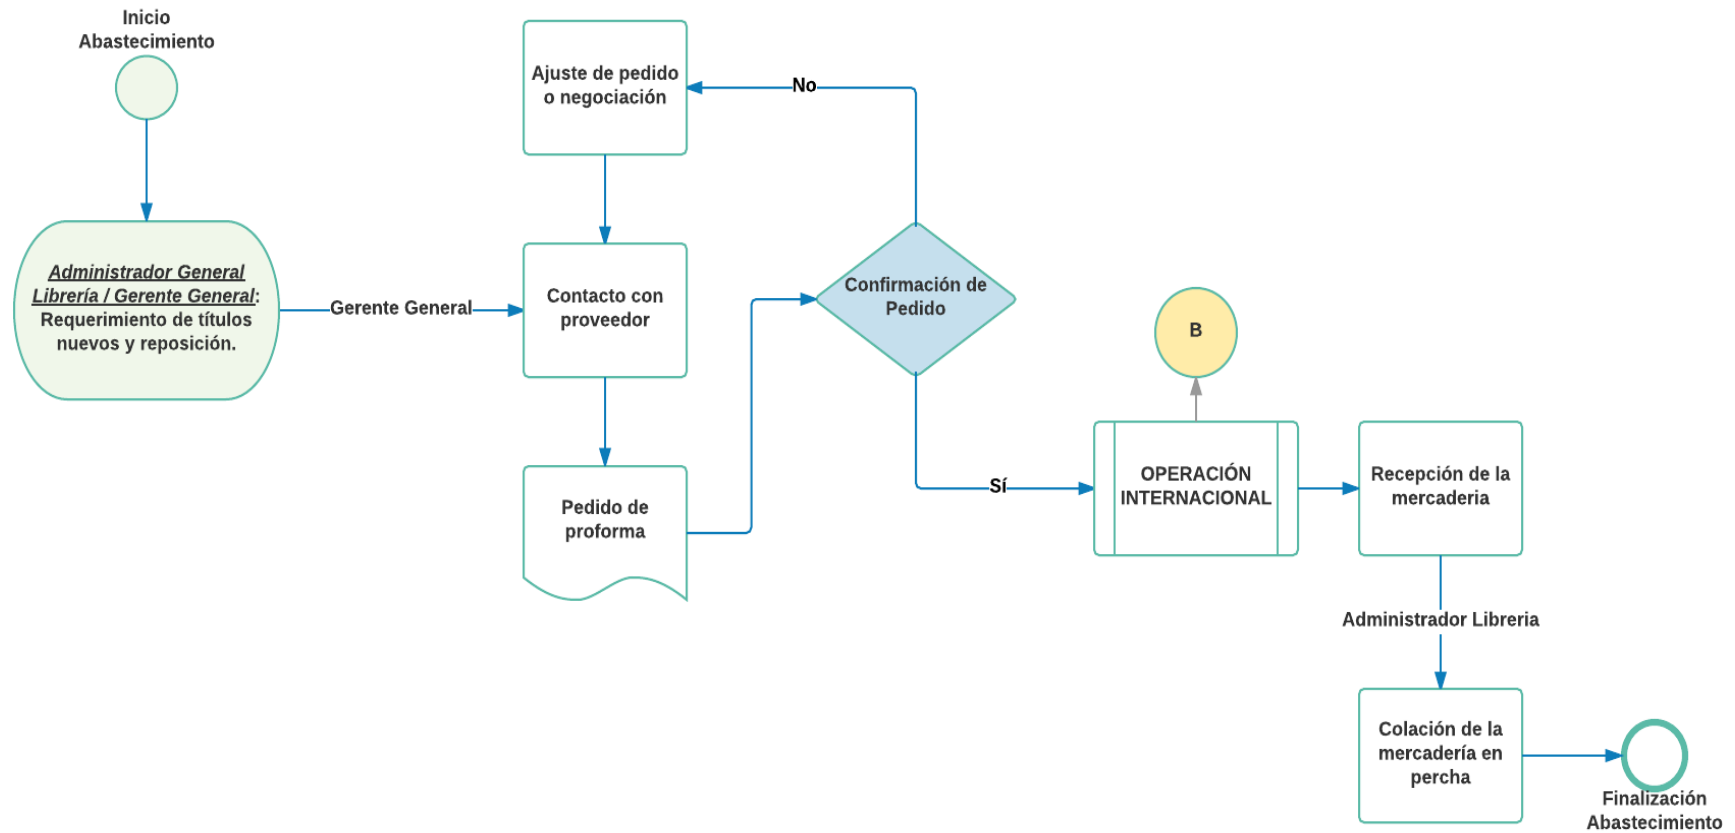 Inicio
Abastecimiento
Administrador General
Librería / Gerente General:
Requerimiento de títulos
nuevos y reposición.
Gerente General
Ajuste de pedido
o negociación
Contacto con
proveedor
Pedido de
proforma
No
Confirmación de
Pedido
Sí
B
OPERACIÓN
INTERNACIONAL
Recepción de la
mercaderia
Administrador Libreria
Colación de la
mercadería en
percha
Finalización
Abastecimiento